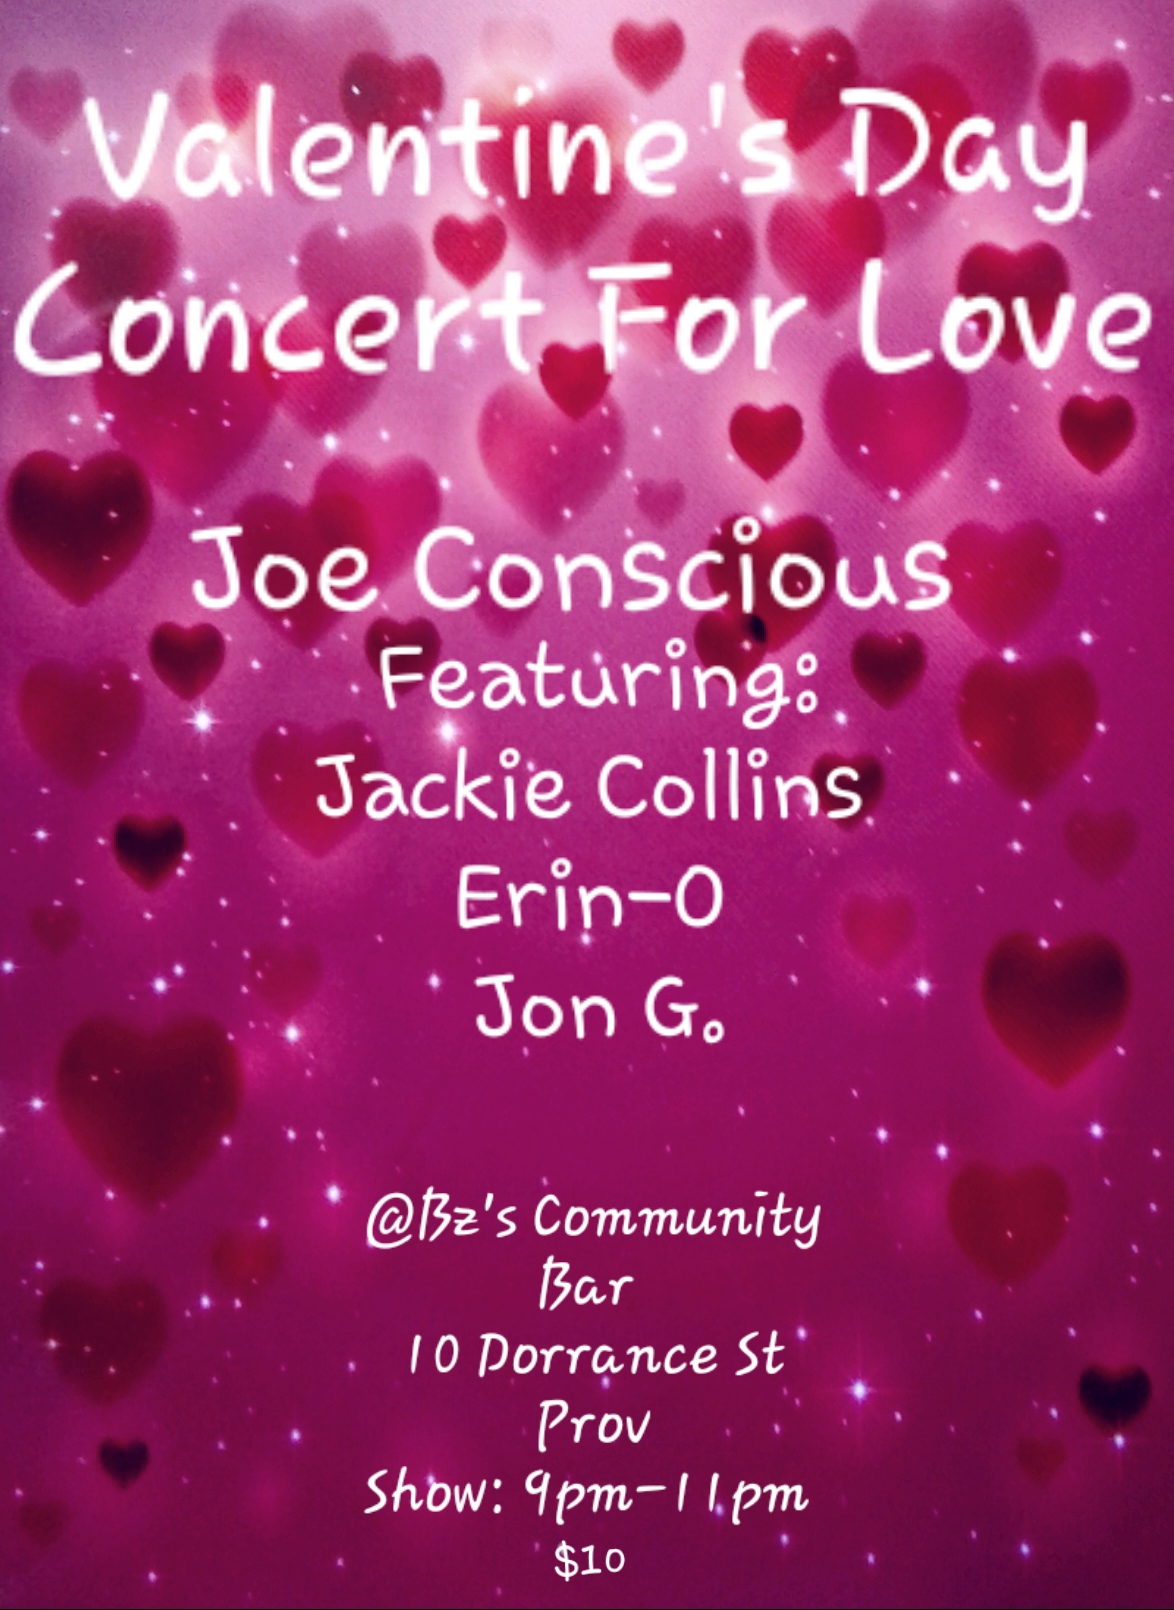 Valentine's Day
Concert For Love
Joe Conscious
Featuring:
Jackie Collins
Erin-O
Jon G.
@Bz's Community
Bar
10 Dorrance St
Prov
Show: 9pm-11pm
$10